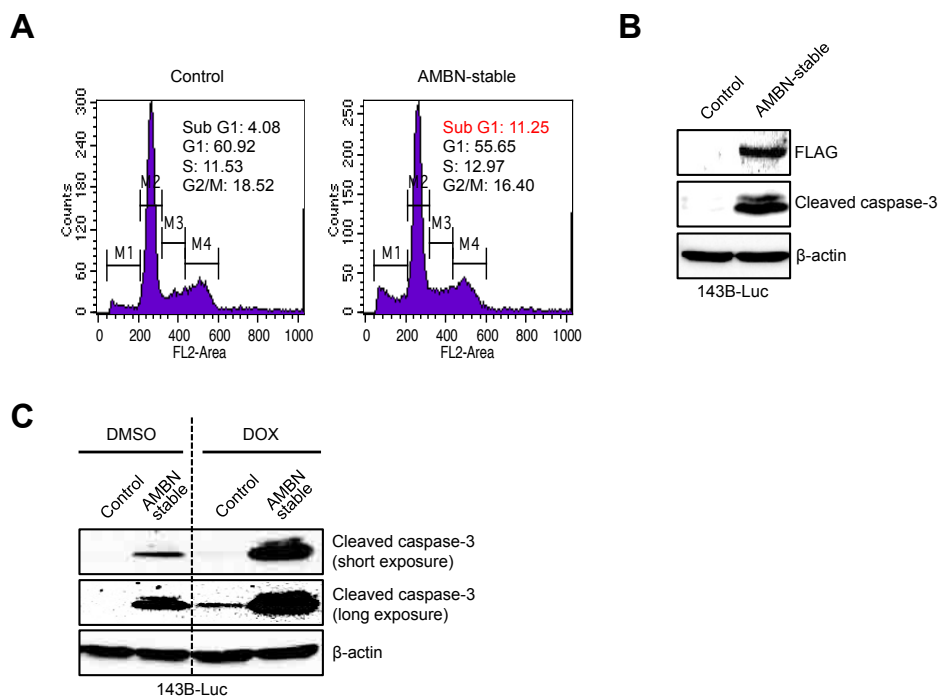 A
Control
300
240
180
120
60
0
Counts
Sub G1: 4.08
G1: 60.92
S: 11.53
G2/M: 18.52
M1
M2
M3
M4
0 200 400 600 800 1000
FL2-Area
AMBN-stable
250
200
150
100
50
0
Counts
Sub G1: 11.25
G1: 55.65
S: 12.97
G2/M: 16.40
M1
M2
M3
M4
0 200 400 600 800 1000
FL2-Area
B
Control
AMBN-stable
FLAG
Cleaved caspase-3
β-actin
143B-Luc
C
DMSO
DOX
Control
AMBN
stable
Control
AMBN
stable
Cleaved caspase-3
(short exposure)
Cleaved caspase-3
(long exposure)
β-actin
143B-Luc